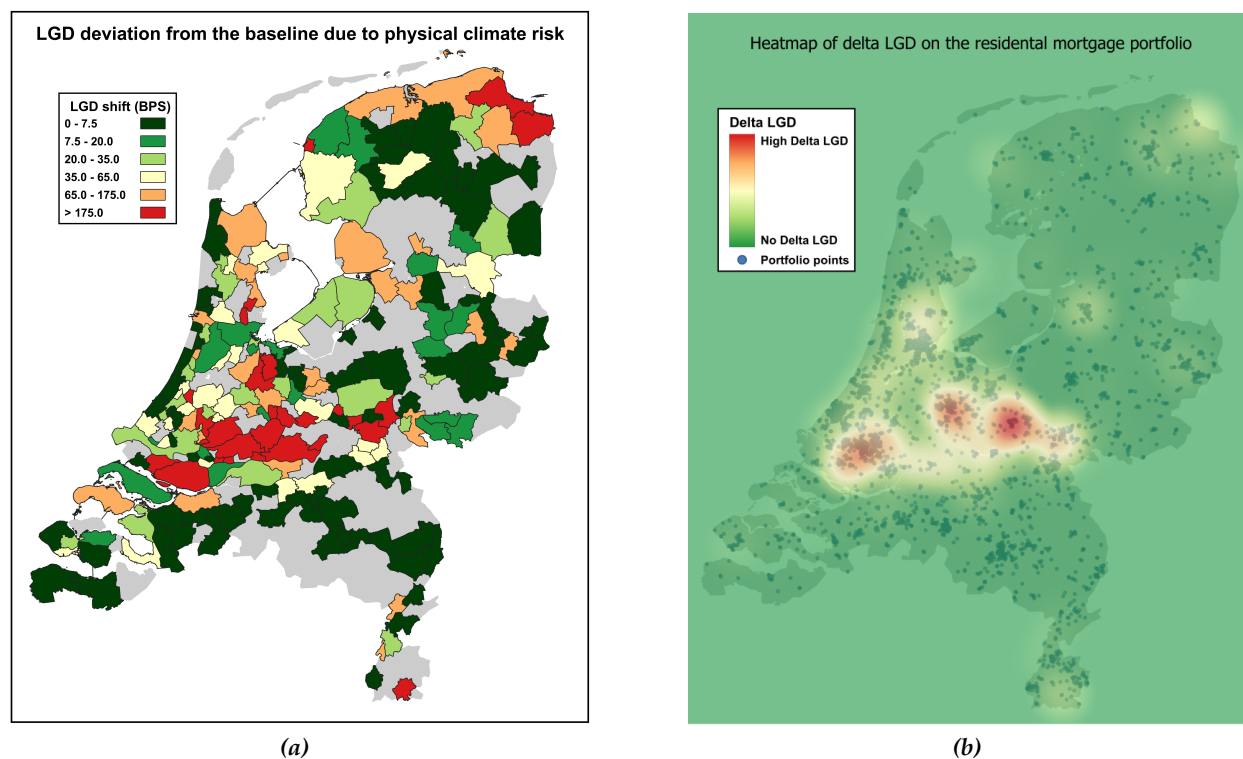 LGD deviation from the baseline due to physical climate risk
LGD shift (BPS)
0 - 7.5
7.5 - 20.0
20.0 - 35.0
35.0 - 65.0
65.0 - 175.0
> 175.0
(a)
Heatmap of delta LGD on the residental mortgage portfolio
Delta LGD
High Delta LGD
No Delta LGD
Portfolio points
(b)